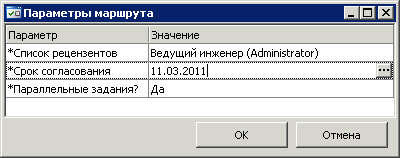 Параметры маршрута
Параметр Значение
*Список рецензентов Ведущий инженер (Administrator)
*Срок согласования 11.03.2011 ...
*Параллельные задания? Да
ОК Отмена